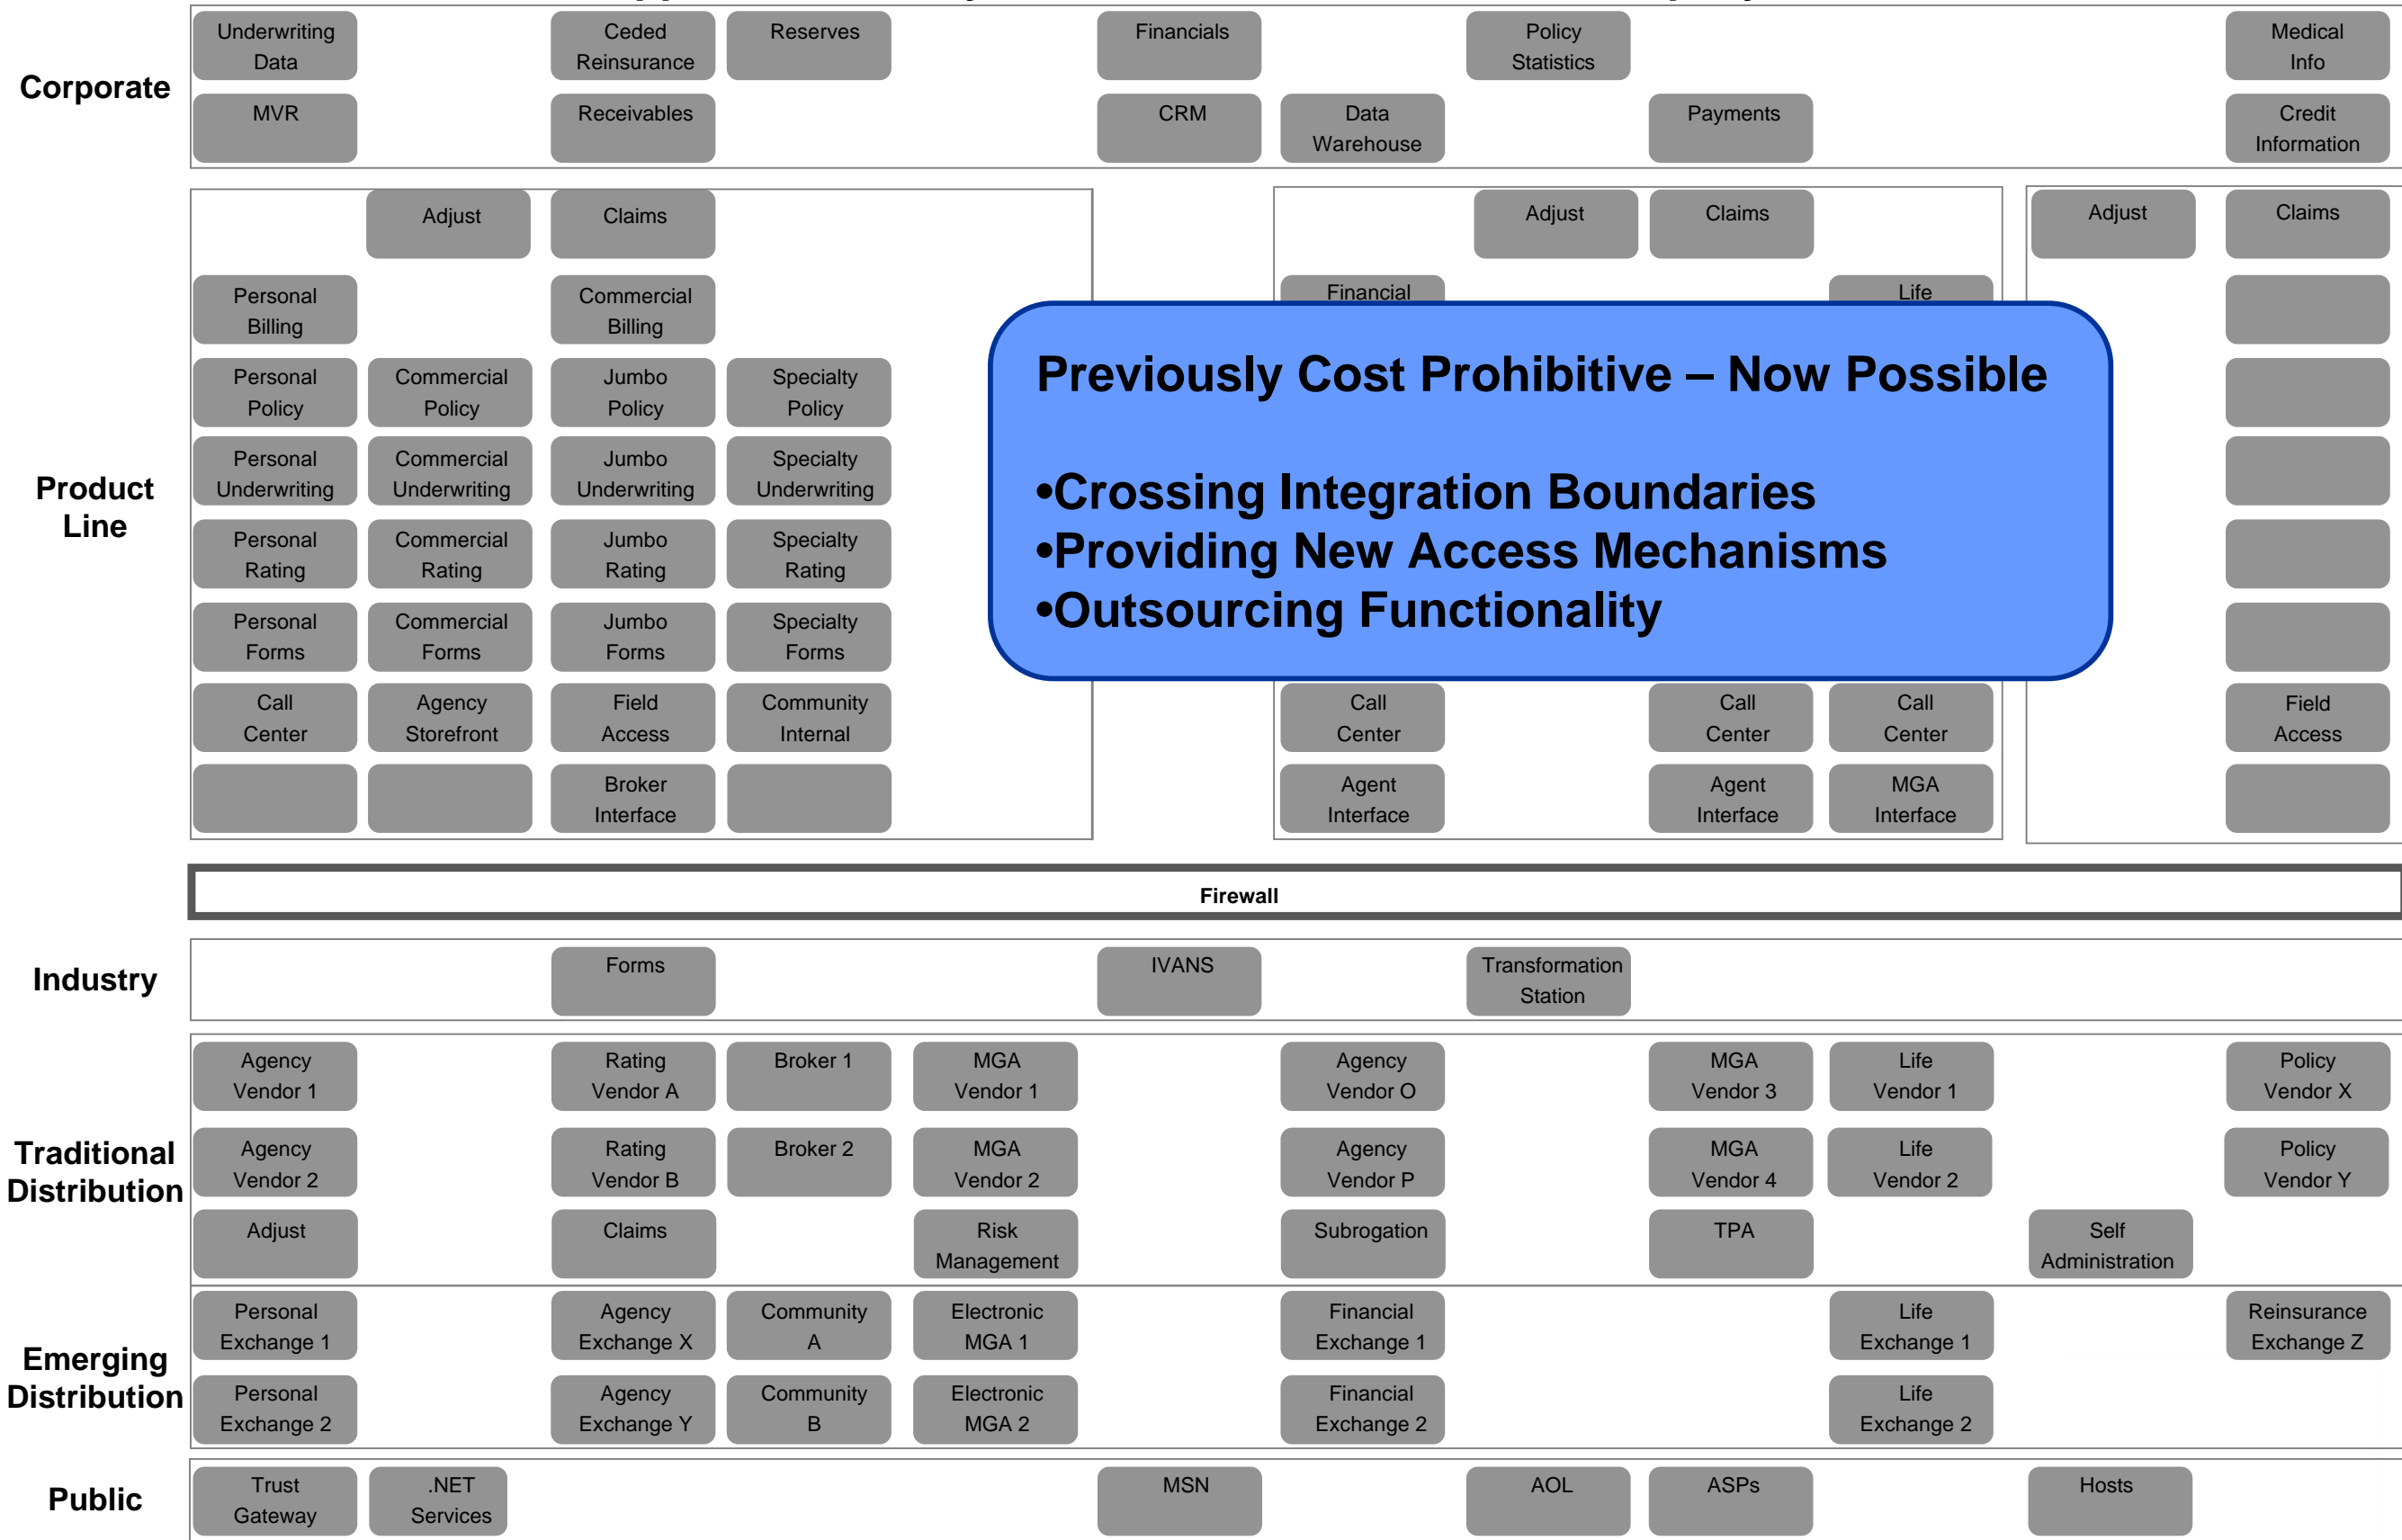 Corporate
Underwriting
Data
Ceded
Reinsurance
Reserves
Financials
Policy
Statistics
Medical
Info
MVR
Receivables
CRM
Data
Warehouse
Payments
Credit
Information
Product
Line
Adjust
Claims
Adjust
Claims
Adjust
Claims
Personal
Billing
Commercial
Billing
Financial
Life
Personal
Policy
Commercial
Policy
Jumbo
Policy
Specialty
Policy
Personal
Underwriting
Commercial
Underwriting
Jumbo
Underwriting
Specialty
Underwriting
Personal
Rating
Commercial
Rating
Jumbo
Rating
Specialty
Rating
Personal
Forms
Commercial
Forms
Jumbo
Forms
Specialty
Forms
Previously Cost Prohibitive – Now Possible
•Crossing Integration Boundaries
•Providing New Access Mechanisms
•Outsourcing Functionality
Call
Center
Agency
Storefront
Field
Access
Community
Internal
Call
Center
Call
Center
Call
Center
Field
Access
Broker
Interface
Agent
Interface
Agent
Interface
MGA
Interface
Firewall
Industry
Forms
IVANS
Transformation
Station
Traditional
Distribution
Agency
Vendor 1
Rating
Vendor A
Broker 1
MGA
Vendor 1
Agency
Vendor O
MGA
Vendor 3
Life
Vendor 1
Policy
Vendor X
Agency
Vendor 2
Rating
Vendor B
Broker 2
MGA
Vendor 2
Agency
Vendor P
MGA
Vendor 4
Life
Vendor 2
Policy
Vendor Y
Adjust
Claims
Risk
Management
Subrogation
TPA
Self
Administration
Emerging
Distribution
Personal
Exchange 1
Agency
Exchange X
Community
A
Electronic
MGA 1
Financial
Exchange 1
Life
Exchange 1
Reinsurance
Exchange Z
Personal
Exchange 2
Agency
Exchange Y
Community
B
Electronic
MGA 2
Financial
Exchange 2
Life
Exchange 2
Public
Trust
Gateway
.NET
Services
MSN
AOL
ASPs
Hosts